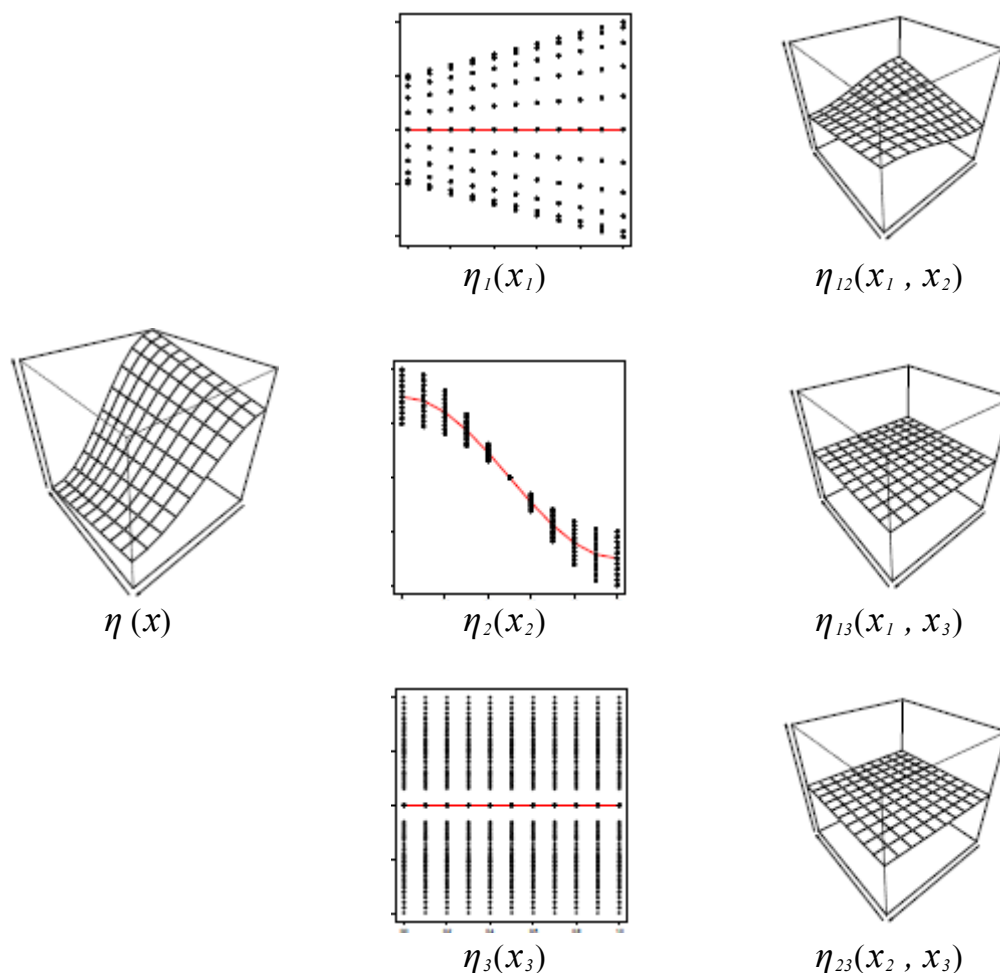 η₁(x₁)
η₁₂(x₁ , x₂)
η (x)
η₂(x₂)
η₁₃(x₁ , x₃)
η₃(x₃)
η₂₃(x₂ , x₃)